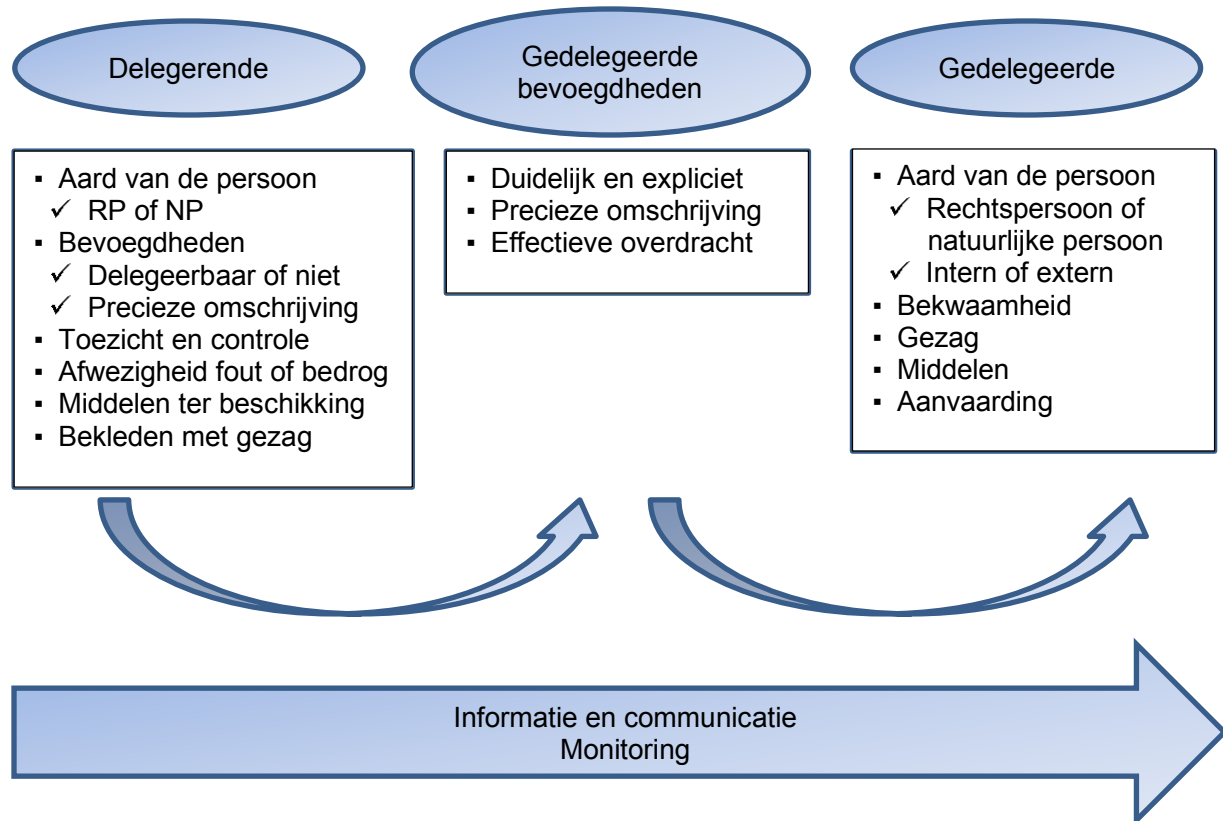 Delegerende
Gedelegeerde
bevoegdheden
Gedelegeerde
▪ Aard van de persoon
✓ RP of NP
▪ Bevoegdheden
✓ Delegeerbaar of niet
✓ Precieze omschrijving
▪ Toezicht en controle
▪ Afwezigheid fout of bedrog
▪ Middelen ter beschikking
▪ Bekleden met gezag
▪ Duidelijk en expliciet
▪ Precieze omschrijving
▪ Effectieve overdracht
▪ Aard van de persoon
✓ Rechtspersoon of
natuurlijke persoon
✓ Intern of extern
▪ Bekwaamheid
▪ Gezag
▪ Middelen
▪ Aanvaarding
Informatie en communicatie
Monitoring